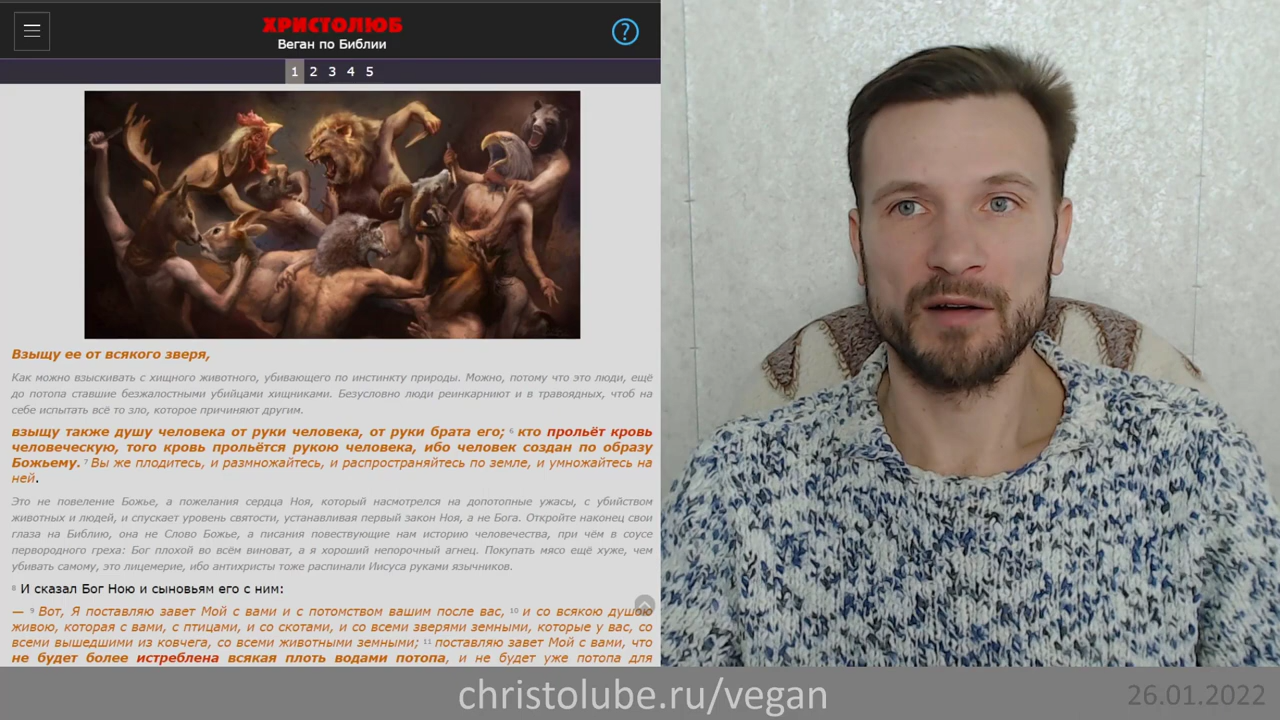 ХРИСТОЛЮБ
Веган по Библии
?
1 2 3 4 5
Взыщу ее от всякого зверя,
Как можно взыскивать с хищного животного, убивающего по инстинкту природы. Можно, потому что это люди, ещё
до потопа ставшие безжалостными убийцами хищниками. Безусловно люди реинкарниют и в травоядных, чтоб на
себе испытать всё то зло, которое причиняют другим.
взыщу также душу человека от руки человека, от руки брата его; 6 кто прольёт кровь
человеческую, того кровь прольётся рукою человека, ибо человек создан по образу
Божьему. 7 Вы же плодитесь, и размножайтесь, и распространяйтесь по земле, и умножайтесь на
ней.
Это не повеление Божье, а пожелания сердца Ноя, который насмотрелся на допотопные ужасы, с убийством
животных и людей, и спускает уровень святости, устанавливая первый закон Ноя, а не Бога. Откройте наконец свои
глаза на Библию, она не Слово Божье, а писания повествующие нам историю человечества, при чём в соусе
первородного греха: Бог плохой во всём виноват, а я хороший непорочный агнец. Покупать мясо ещё хуже, чем
убивать самому, это лицемерие, ибо антихристы тоже распинали Иисуса руками язычников.
8 И сказал Бог Ною и сыновьям его с ним:
— 9 Вот, Я поставляю завет Мой с вами и с потомством вашим после вас, 10 и со всякою душою
живою, которая с вами, с птицами, и со скотами, и со всеми зверями земными, которые у вас, со
всеми вышедшими из ковчега, со всеми животными земными; 11 поставляю завет Мой с вами, что
не будет более истреблена всякая плоть водами потопа, и не будет уже потопа для
christolube.ru/vegan
26.01.2022